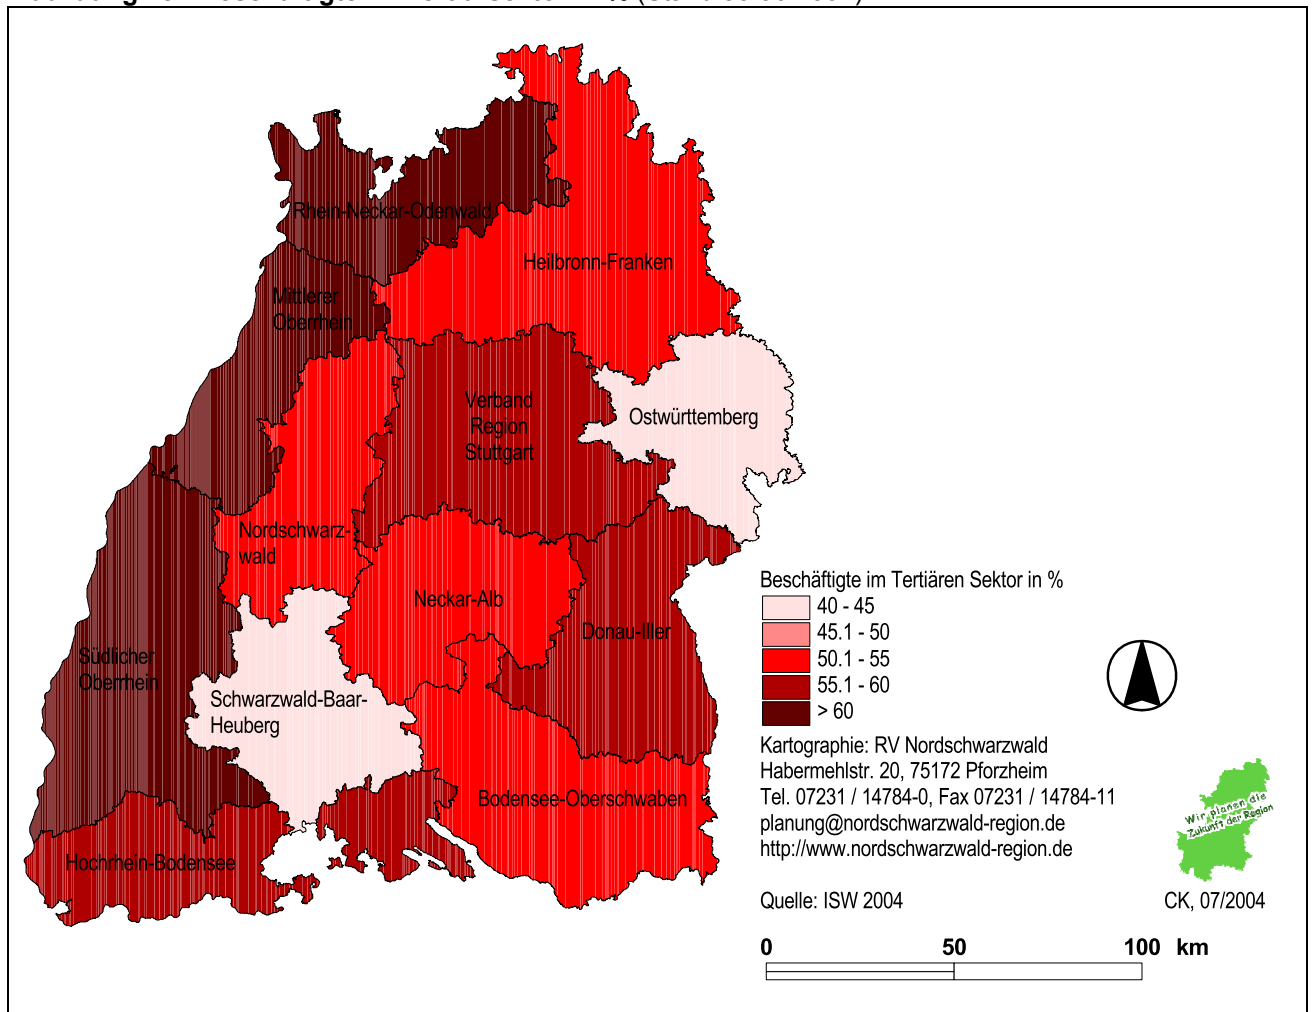 Rhein-Neckar-Odenwald
Heilbronn-Franken
Mittlerer
Oberrhein
Verband
Region
Stuttgart
Ostwürttemberg
Nordschwarz-
wald
Neckar-Alb
Donau-Iller
Südlicher
Oberrhein
Schwarzwald-Baar-
Heuberg
Bodensee-Oberschwaben
Hochrhein-Bodensee
Beschäftigte im Tertiären Sektor in %
40 - 45
45.1 - 50
50.1 - 55
55.1 - 60
> 60
Kartographie: RV Nordschwarzwald
Habermehlstr. 20, 75172 Pforzheim
Tel. 07231 / 14784-0, Fax 07231 / 14784-11
planung@nordschwarzwald-region.de
http://www.nordschwarzwald-region.de
Wir planen die
Zukunft der Region
Quelle: ISW 2004
CK, 07/2004
0 50 100 km